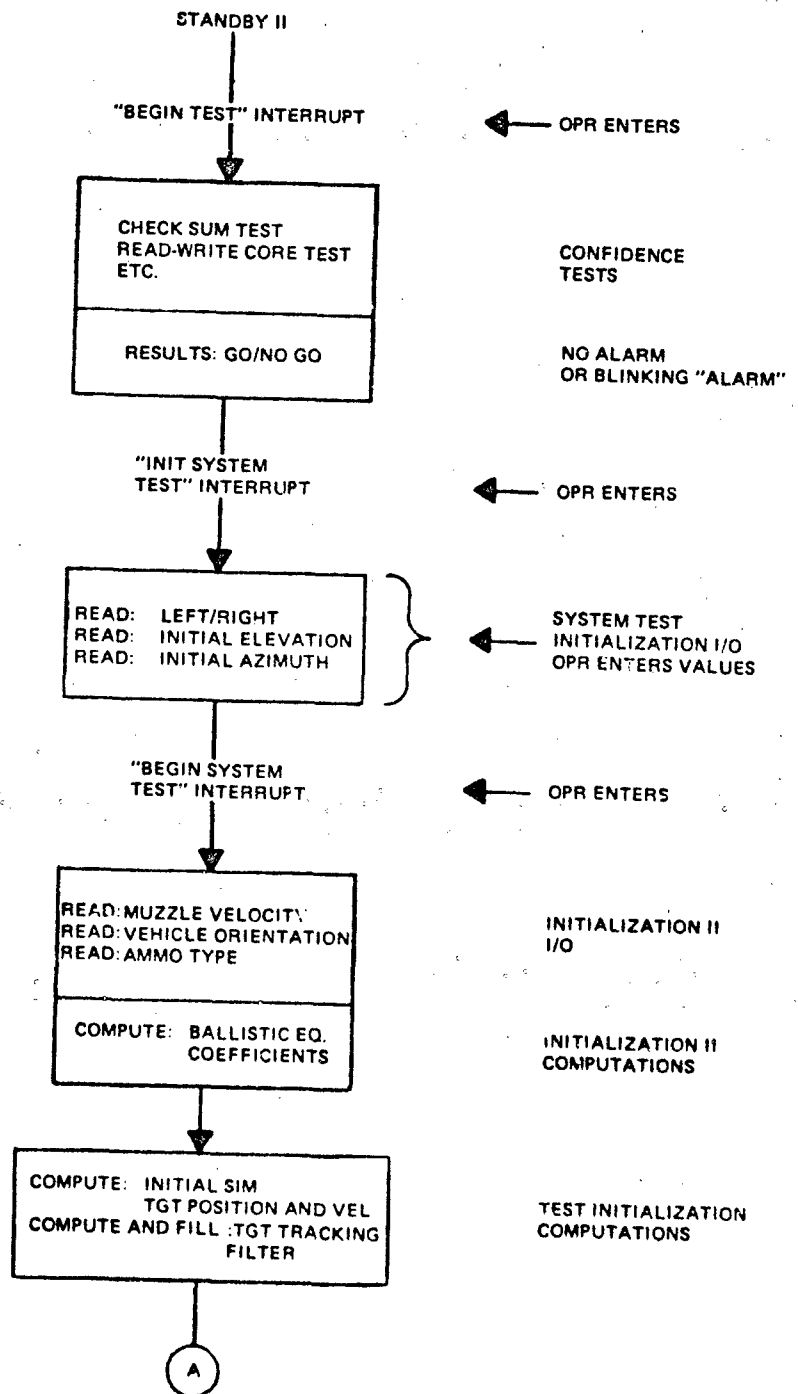 STANDBY II
"BEGIN TEST" INTERRUPT
OPR ENTERS
CHECK SUM TEST
READ-WRITE CORE TEST
ETC.
CONFIDENCE
TESTS
RESULTS: GO/NO GO
NO ALARM
OR BLINKING "ALARM"
"INIT SYSTEM
TEST" INTERRUPT
OPR ENTERS
READ: LEFT/RIGHT
READ: INITIAL ELEVATION
READ: INITIAL AZIMUTH
SYSTEM TEST
INITIALIZATION I/O
OPR ENTERS VALUES
"BEGIN SYSTEM
TEST" INTERRUPT
OPR ENTERS
READ: MUZZLE VELOCITY
READ: VEHICLE ORIENTATION
READ: AMMO TYPE
INITIALIZATION II
I/O
COMPUTE: BALLISTIC EQ.
COEFFICIENTS
INITIALIZATION II
COMPUTATIONS
COMPUTE: INITIAL SIM
TGT POSITION AND VEL
COMPUTE AND FILL :TGT TRACKING
FILTER
TEST INITIALIZATION
COMPUTATIONS
A